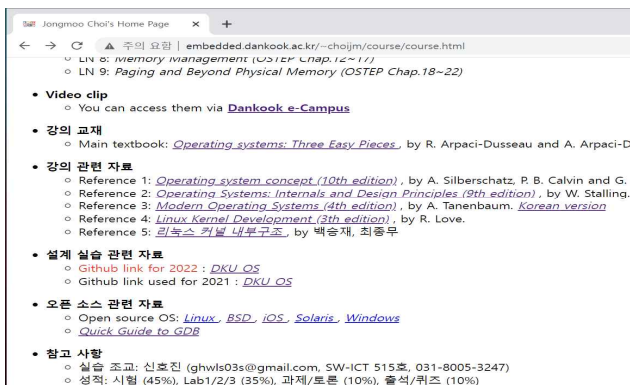 Jongmoo Choi's Home Page
주의 요함 | embedded.dankook.ac.kr/~choijm/course/course.html
LN 8: Memory Management (OSTEP Chap.12~17)
LN 9: Paging and Beyond Physical Memory (OSTEP Chap.18~22)
Video clip
You can access them via Dankook e-Campus
강의 교재
Main textbook: Operating systems: Three Easy Pieces , by R. Arpaci-Dusseau and A. Arpaci-D
강의 관련 자료
Reference 1: Operating system concept (10th edition) , by A. Silberschatz, P. B. Calvin and G.
Reference 2: Operating Systems: Internals and Design Principles (9th edition) , by W. Stalling.
Reference 3: Modern Operating Systems (4th edition) , by A. Tanenbaum. Korean version
Reference 4: Linux Kernel Development (3th edition) , by R. Love.
Reference 5: 리눅스 커널 내부구조 , by 백승재, 최종무
설계 실습 관련 자료
Github link for 2022 : DKU OS
Github link used for 2021 : DKU OS
오픈 소스 관련 자료
Open source OS: Linux , BSD , iOS , Solaris , Windows
Quick Guide to GDB
참고 사항
실습 조교: 신호진 (ghwls03s@gmail.com, SW-ICT 515호, 031-8005-3247)
성적: 시험 (45%), Lab1/2/3 (35%), 과제/토론 (10%), 출석/퀴즈 (10%)